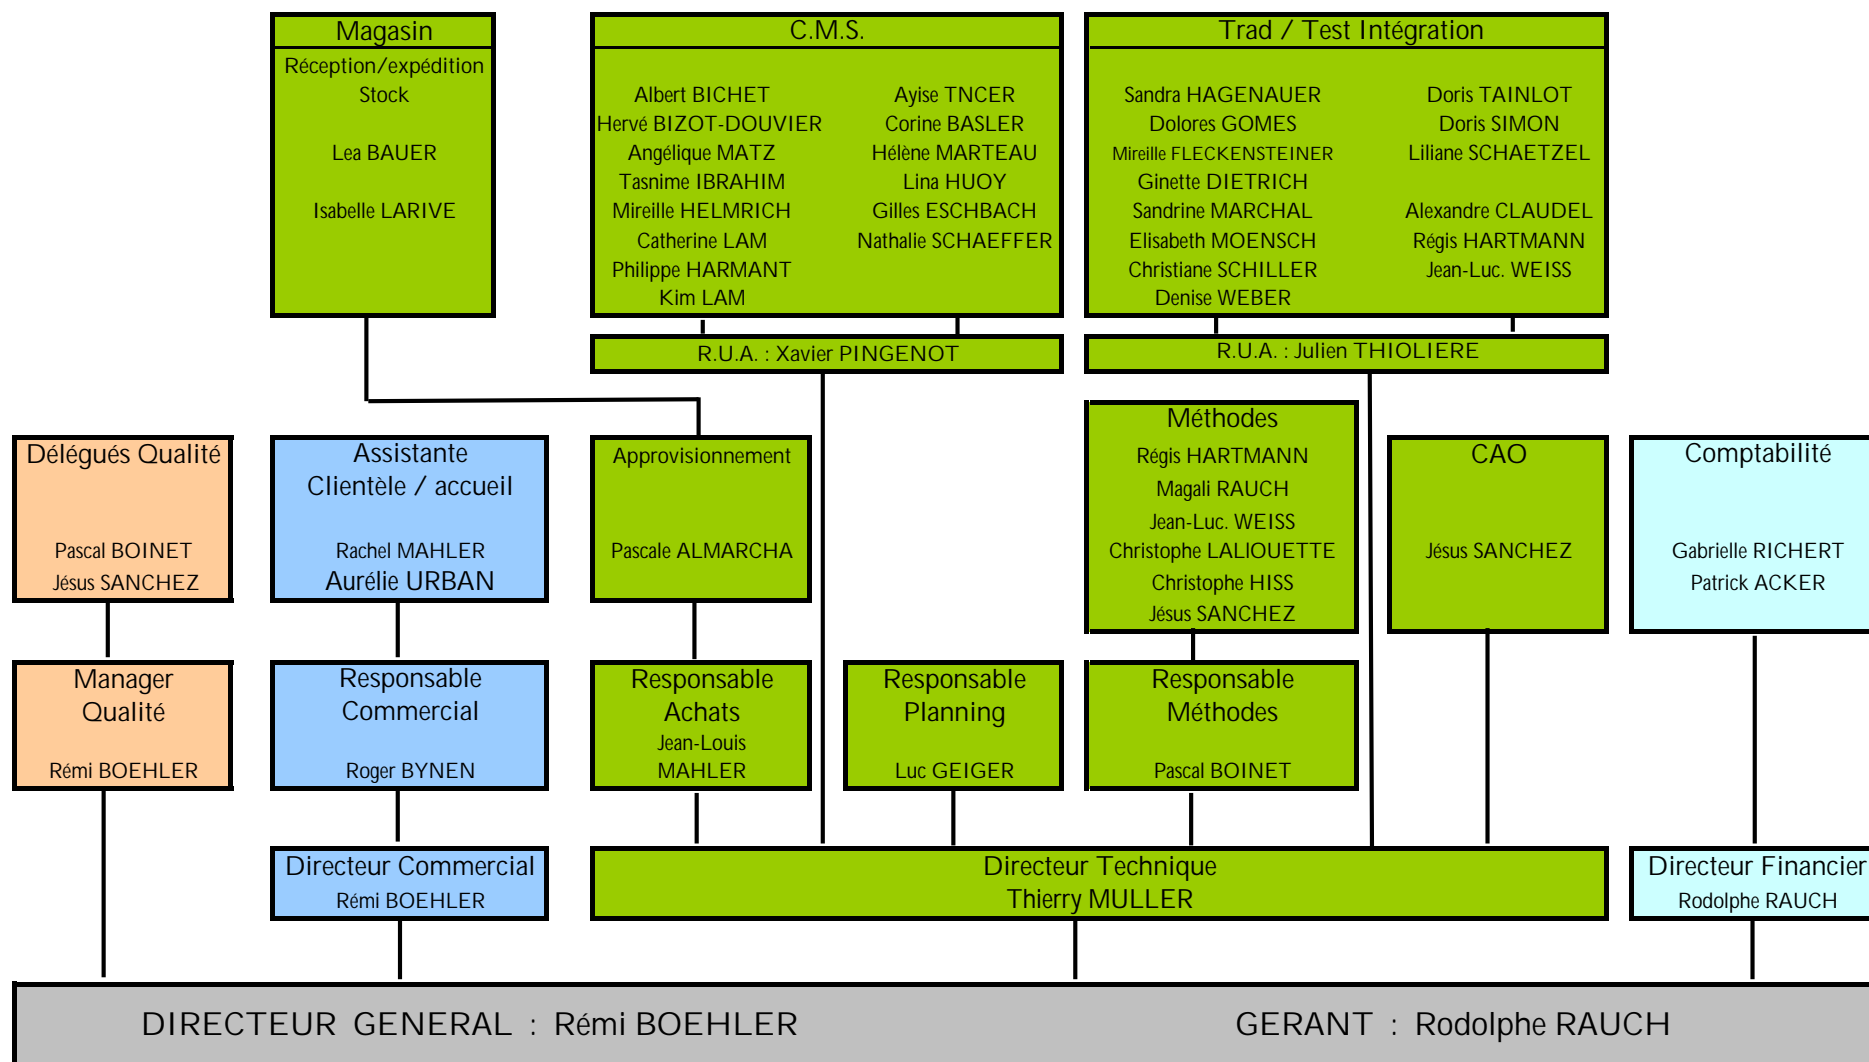 Magasin
Réception/expédition
Stock
Lea BAUER
Isabelle LARIVE
C.M.S.
Albert BICHET
Hervé BIZOT-DOUVIER
Angélique MATZ
Tasnime IBRAHIM
Mireille HELMRICH
Catherine LAM
Philippe HARMANT
Kim LAM
Ayise TNCER
Corine BASLER
Hélène MARTEAU
Lina HUOY
Gilles ESCHBACH
Nathalie SCHAEFFER
R.U.A. : Xavier PINGENOT
Trad / Test Intégration
Sandra HAGENAUER
Dolores GOMES
Mireille FLECKENSTEINER
Ginette DIETRICH
Sandrine MARCHAL
Elisabeth MOENSCH
Christiane SCHILLER
Denise WEBER
Doris TAINLOT
Doris SIMON
Liliane SCHAETZEL
Alexandre CLAUDEL
Régis HARTMANN
Jean-Luc. WEISS
R.U.A. : Julien THIOLIERE
Délégués Qualité
Pascal BOINET
Jésus SANCHEZ
Assistante
Clientèle / accueil
Rachel MAHLER
Aurélie URBAN
Approvisionnement
Pascale ALMARCHA
Méthodes
Régis HARTMANN
Magali RAUCH
Jean-Luc. WEISS
Christophe LALIOUETTE
Christophe HISS
Jésus SANCHEZ
CAO
Jésus SANCHEZ
Comptabilité
Gabrielle RICHERT
Patrick ACKER
Manager
Qualité
Rémi BOEHLER
Responsable
Commercial
Roger BYNEN
Responsable
Achats
Jean-Louis
MAHLER
Responsable
Planning
Luc GEIGER
Responsable
Méthodes
Pascal BOINET
Directeur Commercial
Rémi BOEHLER
Directeur Technique
Thierry MULLER
Directeur Financier
Rodolphe RAUCH
DIRECTEUR GENERAL : Rémi BOEHLER
GERANT : Rodolphe RAUCH